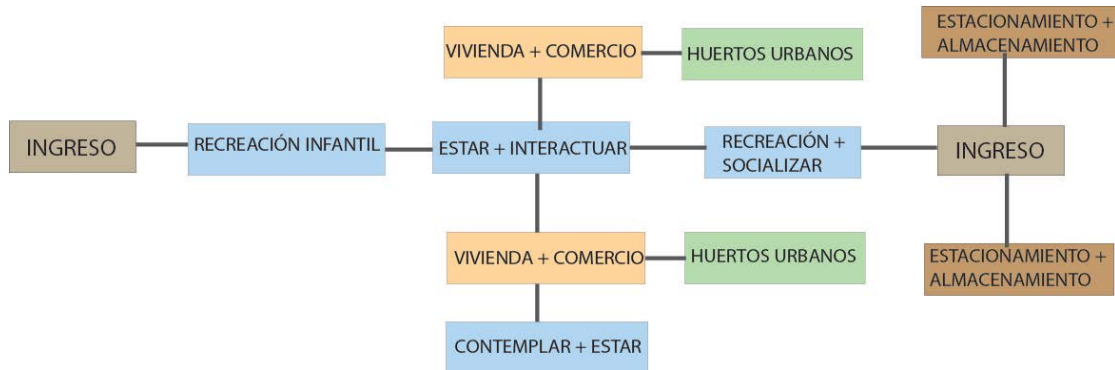 ESTACIONAMIENTO +
ALMACENAMIENTO
VIVIENDA + COMERCIO
HUERTOS URBANOS
INGRESO
RECREACIÓN INFANTIL
ESTAR + INTERACTUAR
RECREACIÓN +
SOCIALIZAR
INGRESO
VIVIENDA + COMERCIO
HUERTOS URBANOS
ESTACIONAMIENTO +
ALMACENAMIENTO
CONTEMPLAR + ESTAR